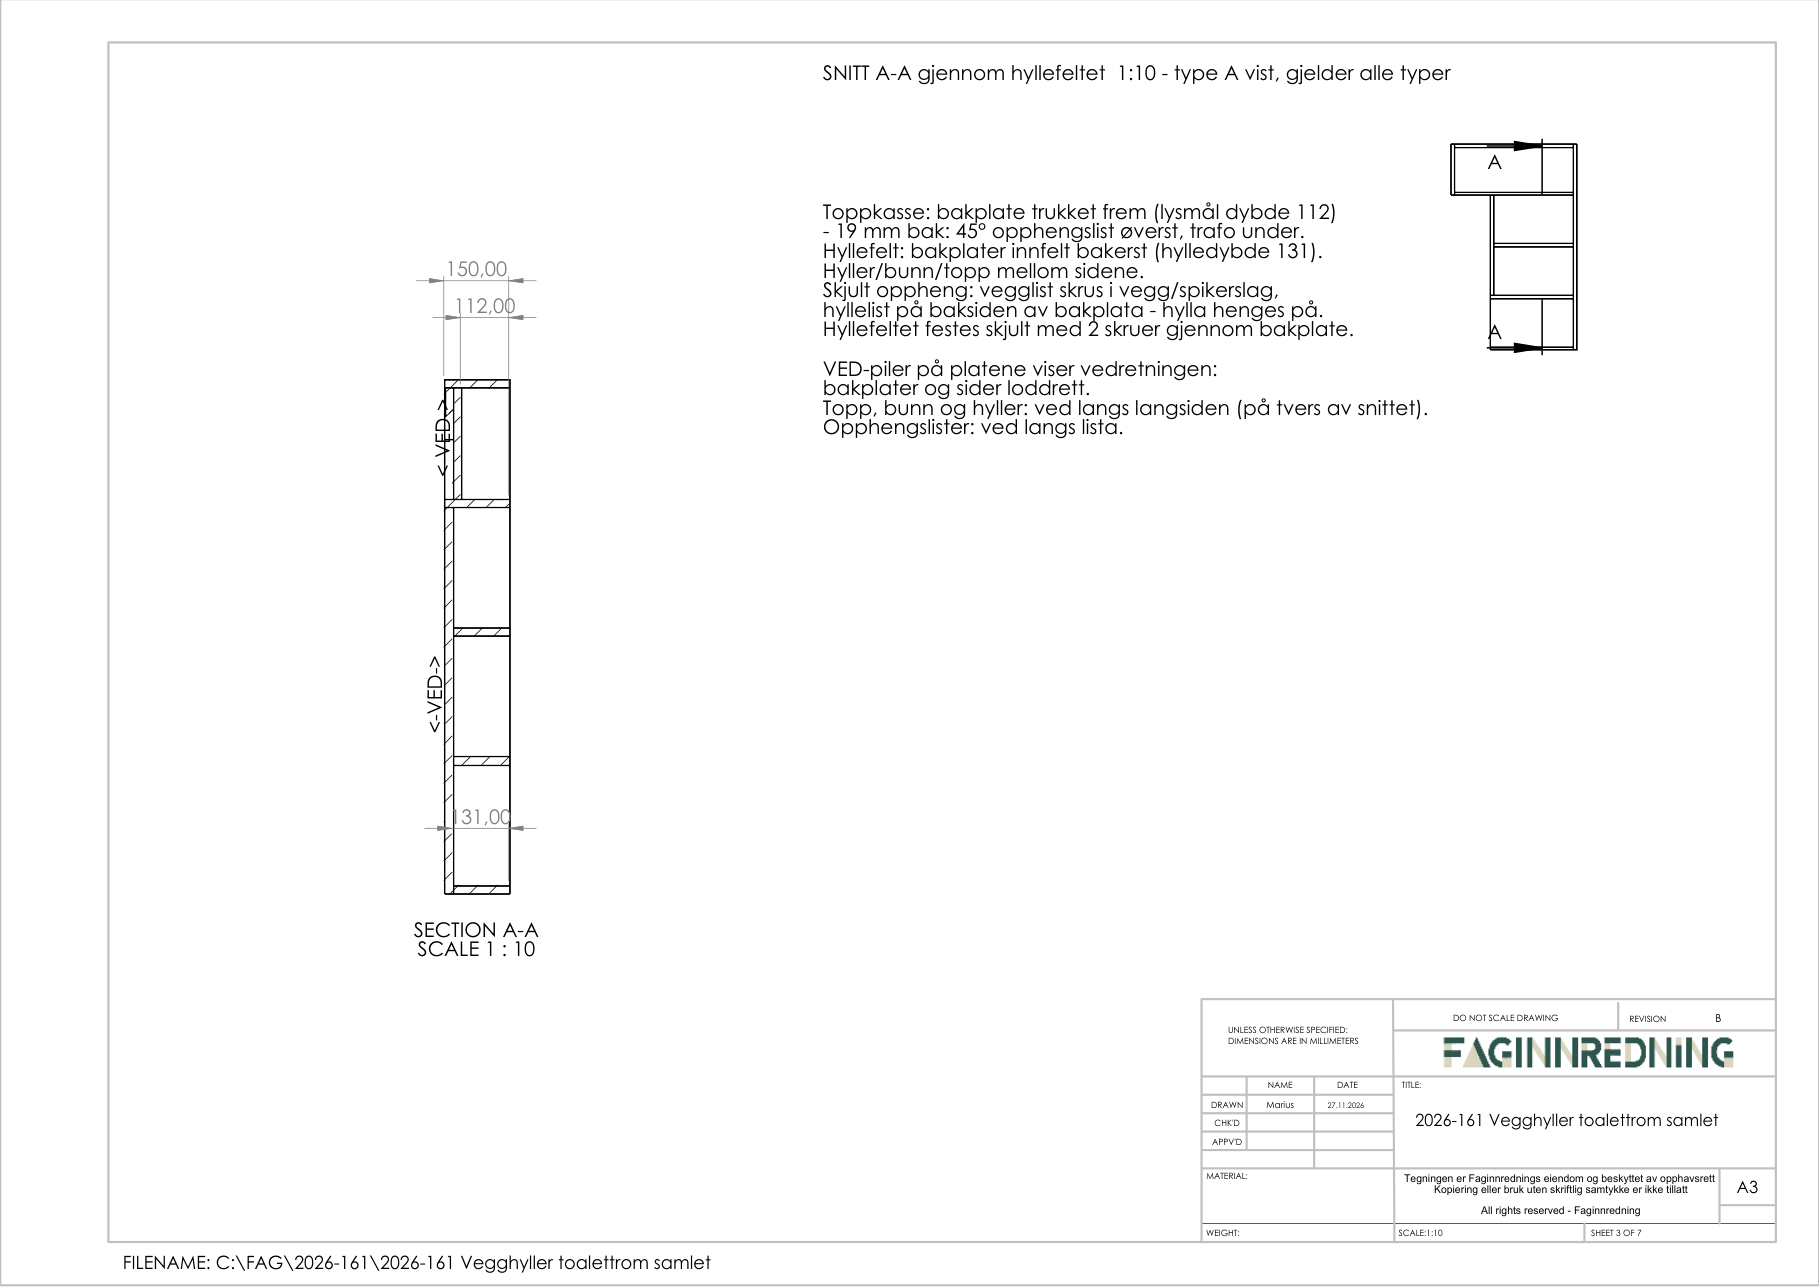 SNITT A-A gjennom hyllefeltet 1:10 - type A vist, gjelder alle typer
A
A
Toppkasse: bakplate trukket frem (lysmål dybde 112)
- 19 mm bak: 45° opphengslist øverst, trafo under.
Hyllefelt: bakplater innfelt bakerst (hylledybde 131).
Hyller/bunn/topp mellom sidene.
Skjult oppheng: vegglist skrus i vegg/spikerslag,
hyllelist på baksiden av bakplata - hylla henges på.
Hyllefeltet festes skjult med 2 skruer gjennom bakplate.
VED-piler på platene viser vedretningen:
bakplater og sider loddrett.
Topp, bunn og hyller: ved langs langsiden (på tvers av snittet).
Opphengslister: ved langs lista.
150,00
112,00
<-VED->
<-VED->
131,00
SECTION A-A
SCALE 1 : 10
UNLESS OTHERWISE SPECIFIED:
DIMENSIONS ARE IN MILLIMETERS
DO NOT SCALE DRAWING
REVISION B
FAGINNREDNING
NAME DATE
DRAWN Marius 27.11.2026
CHK'D
APPV'D
TITLE:
2026-161 Vegghyller toalettrom samlet
MATERIAL:
Tegningen er Faginnrednings eiendom og beskyttet av opphavsrett
Kopiering eller bruk uten skriftlig samtykke er ikke tillatt
All rights reserved - Faginnredning
A3
WEIGHT:
SCALE:1:10
SHEET 3 OF 7
FILENAME: C:\FAG\2026-161\2026-161 Vegghyller toalettrom samlet